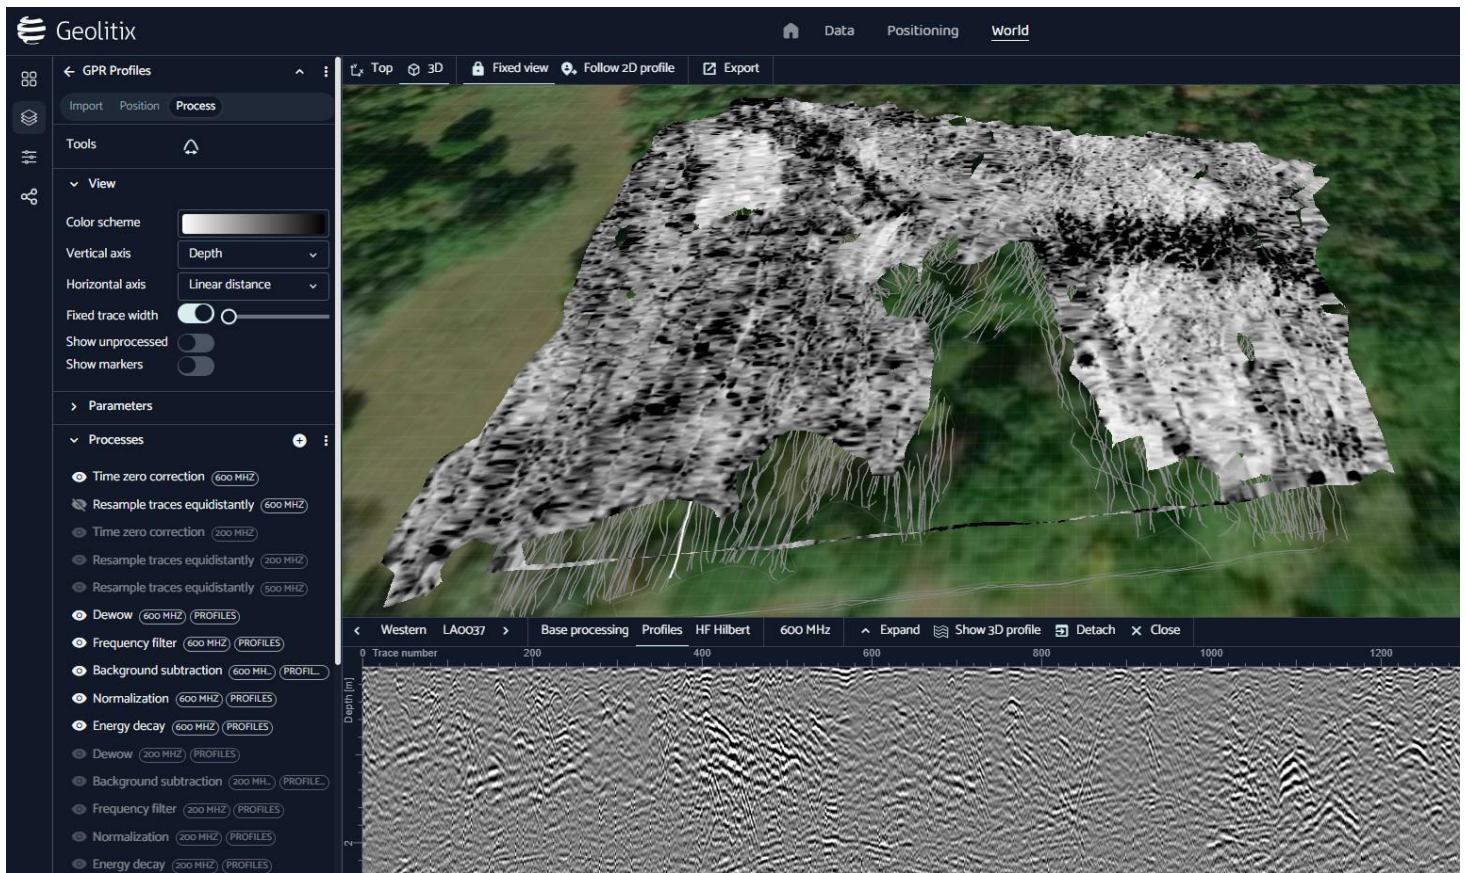 Geolitix
Data Positioning World
GPR Profiles
Top 3D Fixed view Follow 2D profile Export
Import Position Process
Tools
View
Color scheme
Vertical axis Depth
Horizontal axis Linear distance
Fixed trace width
Show unprocessed
Show markers
Parameters
Processes
Time zero correction 600 MHZ
Resample traces equidistantly 600 MHZ
Time zero correction 200 MHZ
Resample traces equidistantly 200 MHZ
Resample traces equidistantly 500 MHZ
Dewow 600 MHZ PROFILES
Frequency filter 600 MHZ PROFILES
Background subtraction 600 MH... PROFIL...
Normalization 600 MHZ PROFILES
Energy decay 600 MHZ PROFILES
Dewow 200 MHZ PROFILES
Background subtraction 200 MH... PROFILE...
Frequency filter 200 MHZ PROFILES
Normalization 200 MHZ PROFILES
Energy decay 200 MHZ PROFILES
Western LA0037 Base processing Profiles HF Hilbert 600 MHz Expand Show 3D profile Detach Close
0 Trace number 200 400 600 800 1000 1200
Depth [m]
2